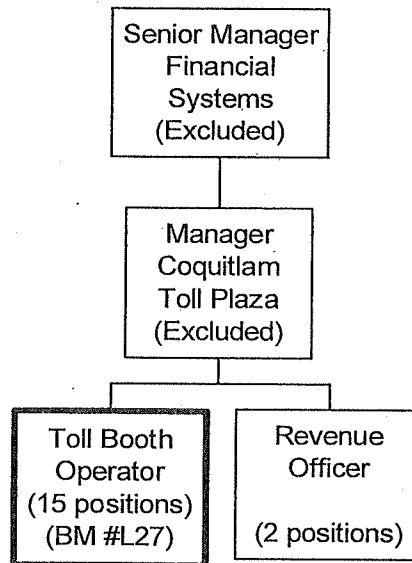 Senior Manager
Financial
Systems
(Excluded)
Manager
Coquitlam
Toll Plaza
(Excluded)
Toll Booth
Operator
(15 positions)
(BM #L27)
Revenue
Officer
(2 positions)